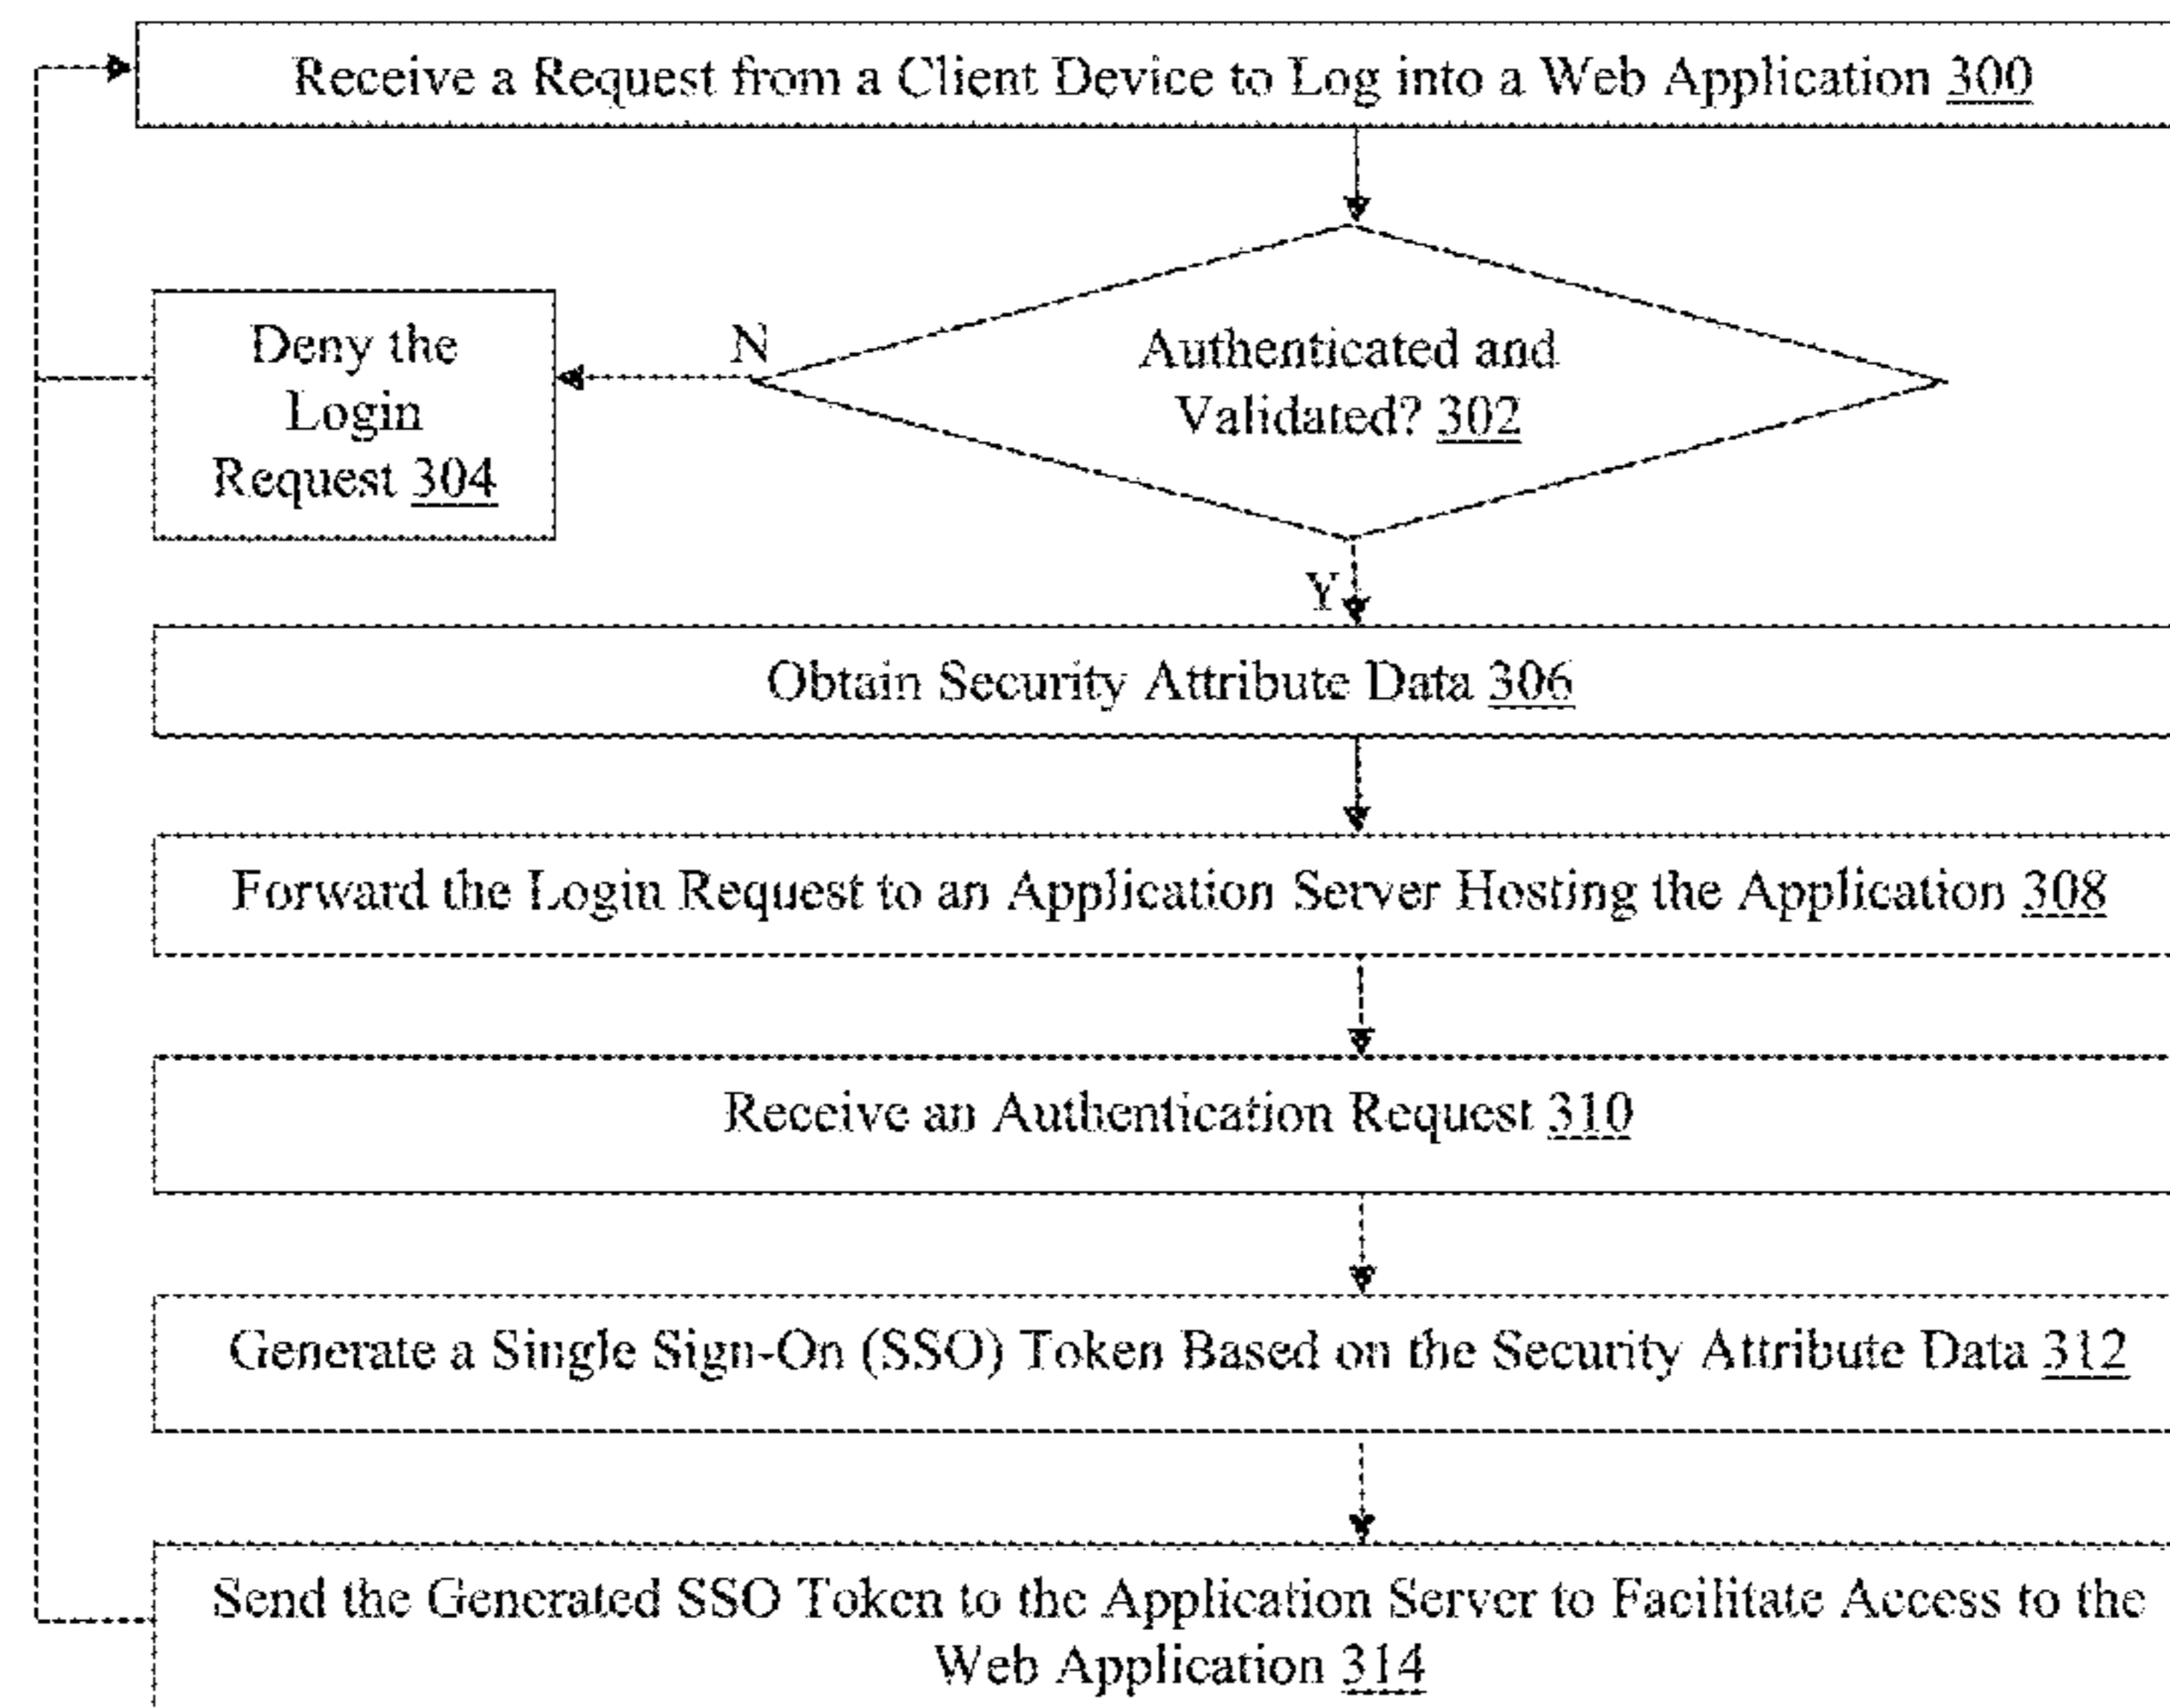 Receive a Request from a Client Device to Log into a Web Application 300
Deny the
Login
Request 304
N
Authenticated and
Validated? 302
Y
Obtain Security Attribute Data 306
Forward the Login Request to an Application Server Hosting the Application 308
Receive an Authentication Request 310
Generate a Single Sign-On (SSO) Token Based on the Security Attribute Data 312
Send the Generated SSO Token to the Application Server to Facilitate Access to the
Web Application 314